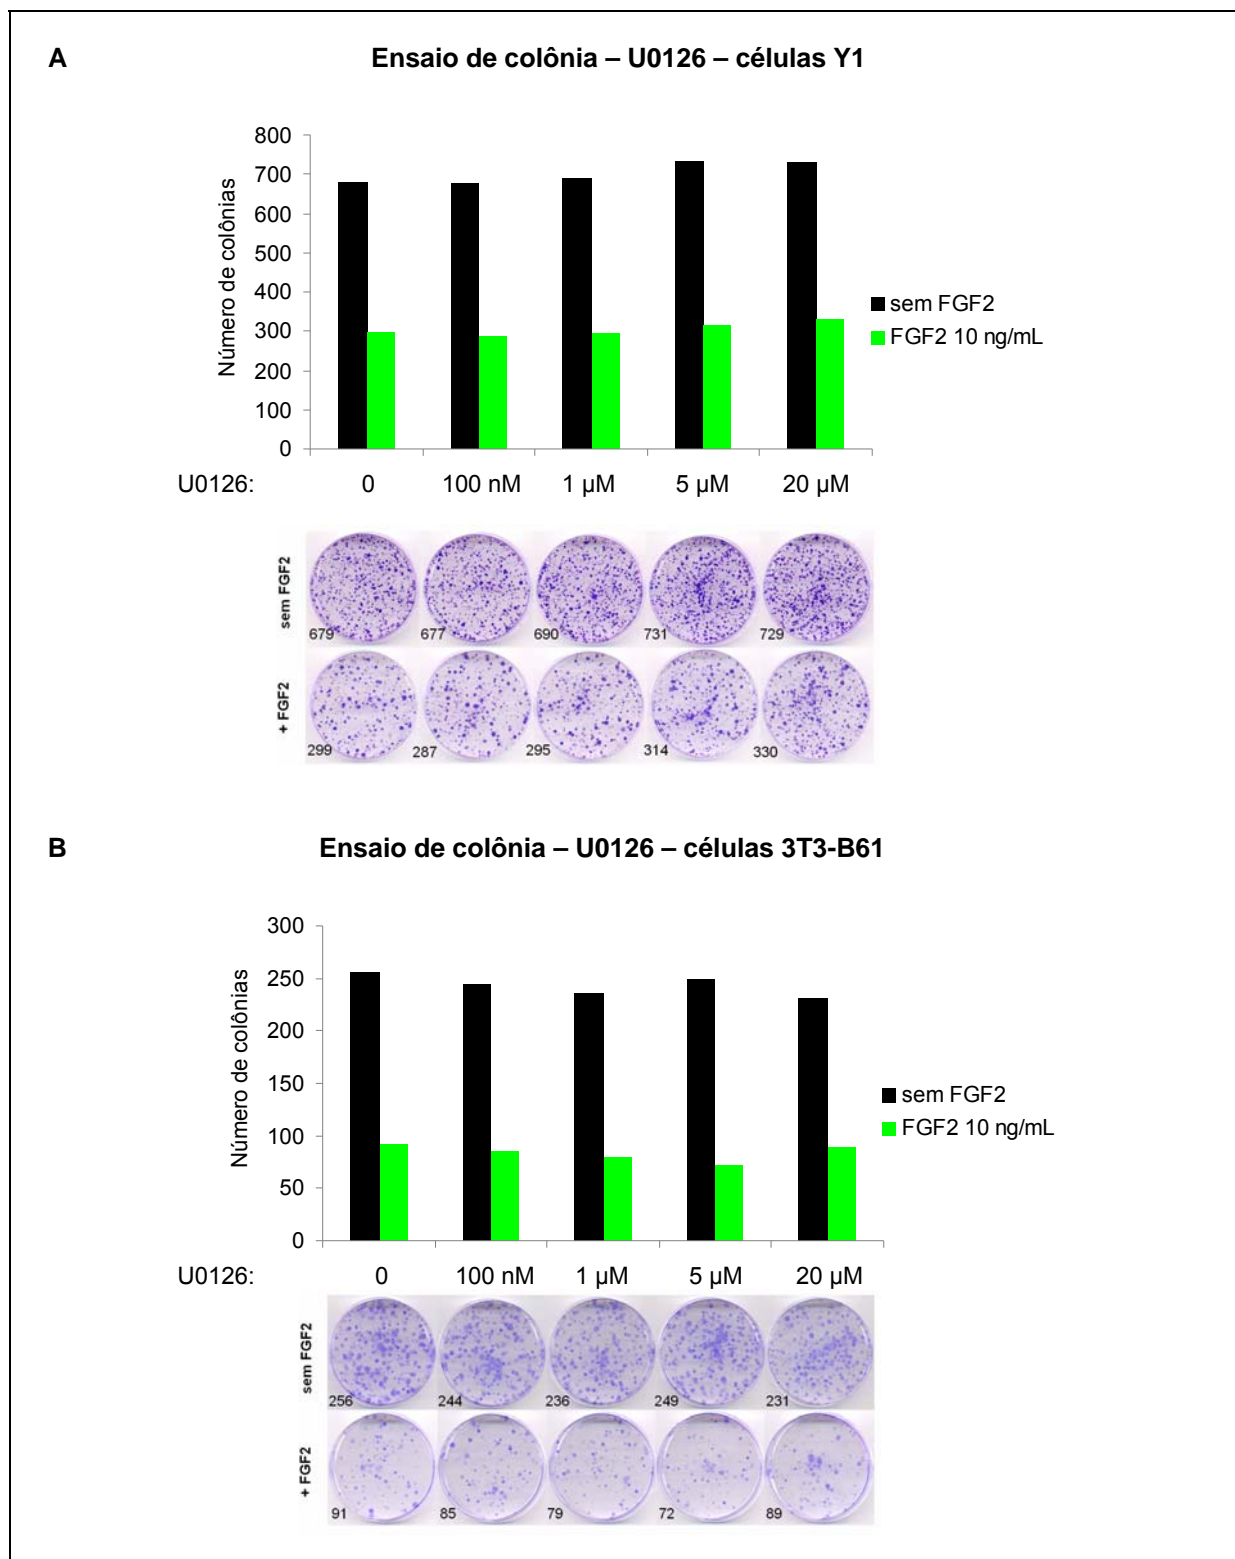 A
Ensaio de colônia – U0126 – células Y1
800
700
600
500
400
300
200
100
0
Número de colônias
sem FGF2
FGF2 10 ng/mL
U0126: 0 100 nM 1 µM 5 µM 20 µM
sem FGF2
679 677 690 731 729
+ FGF2
299 287 295 314 330
B
Ensaio de colônia – U0126 – células 3T3-B61
300
250
200
150
100
50
0
Número de colônias
sem FGF2
FGF2 10 ng/mL
U0126: 0 100 nM 1 µM 5 µM 20 µM
sem FGF2
256 244 236 249 231
+ FGF2
91 85 79 72 89